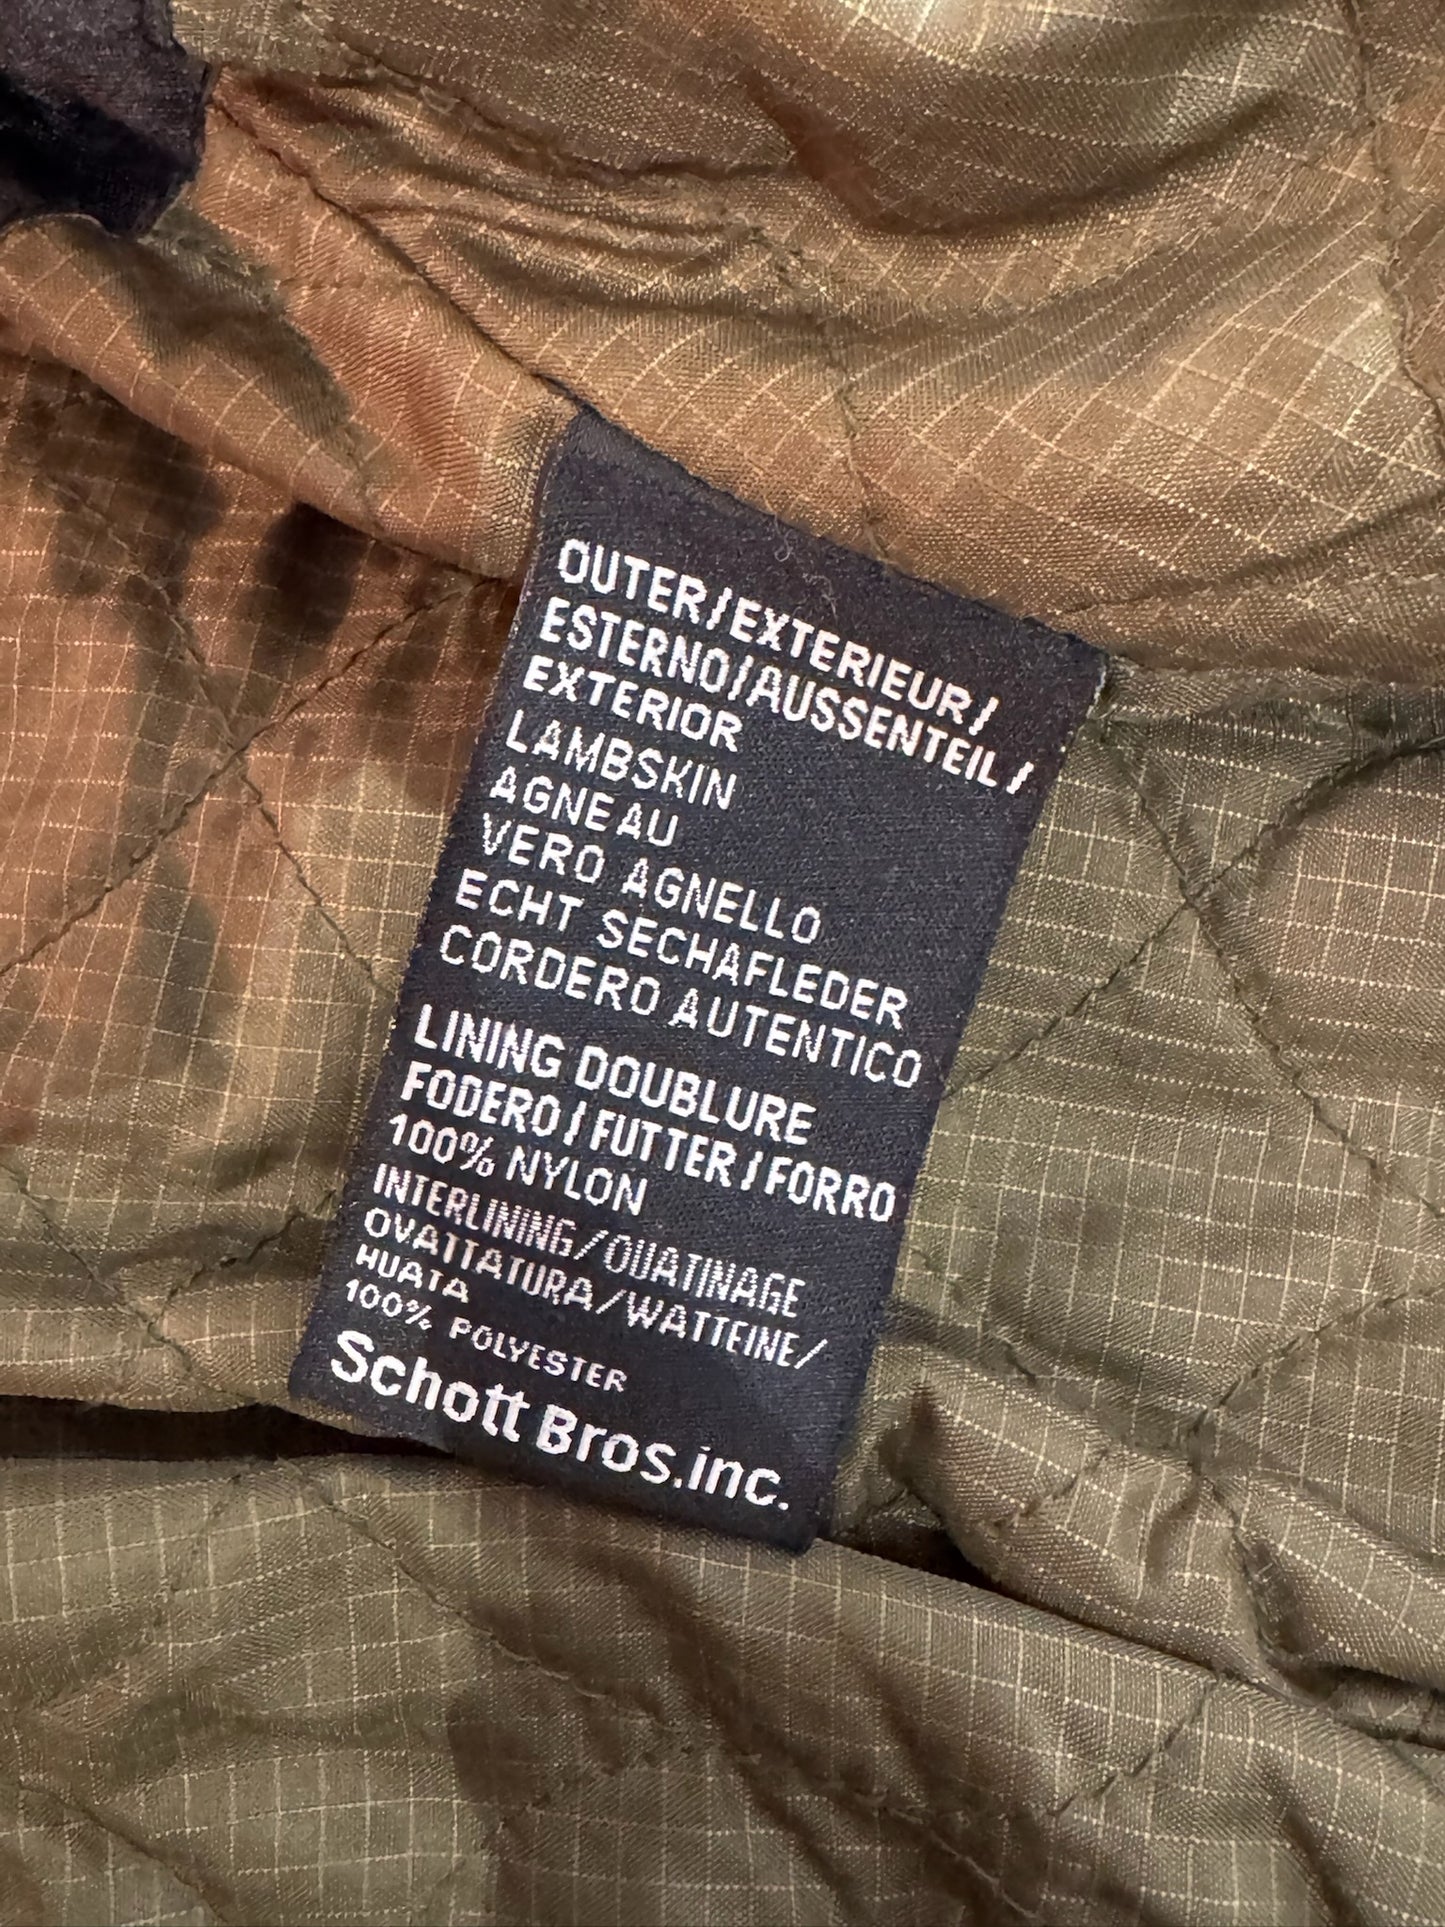 OUTER/EXTERIEUR/
ESTERNO/AUSSENTEIL/
EXTERIOR
LAMBSKIN
AGNEAU
VERO AGNELLO
ECHT SECHAFLEDER
CORDERO AUTENTICO
LINING DOUBLURE
FODERO/FUTTER/FORRO
100% NYLON
INTERLINING/OUATINAGE
OVATTATURA/WATTEINE/
HUATA
100% POLYESTER
Schott Bros.inc.